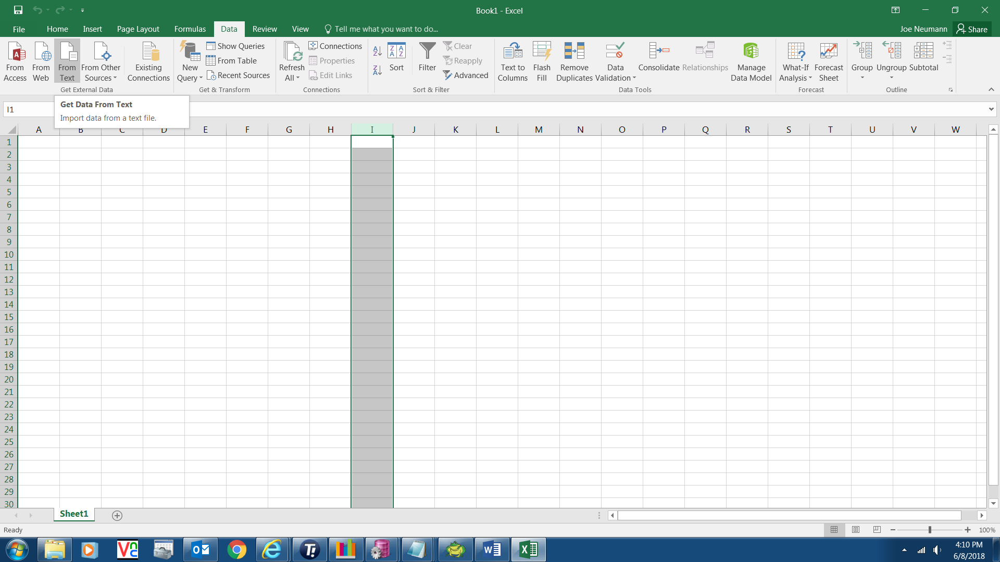 Book1 - Excel
File Home Insert Page Layout Formulas Data Review View Tell me what you want to do... Joe Neumann Share
From Access
From Web
From Text
From Other Sources
Existing Connections
Get External Data
New Query
Show Queries
From Table
Recent Sources
Get & Transform
Refresh All
Connections
Properties
Edit Links
Connections
Sort
Filter
Clear
Reapply
Advanced
Sort & Filter
Text to Columns
Flash Fill
Remove Duplicates
Data Validation
Consolidate
Relationships
Manage Data Model
Data Tools
What-If Analysis
Forecast Sheet
Forecast
Group
Ungroup
Subtotal
Outline
I1
Get Data From Text
Import data from a text file.
A B C D E F G H I J K L M N O P Q R S T U V W
1
2
3
4
5
6
7
8
9
10
11
12
13
14
15
16
17
18
19
20
21
22
23
24
25
26
27
28
29
30
Sheet1
Ready
100%
4:10 PM
6/8/2018